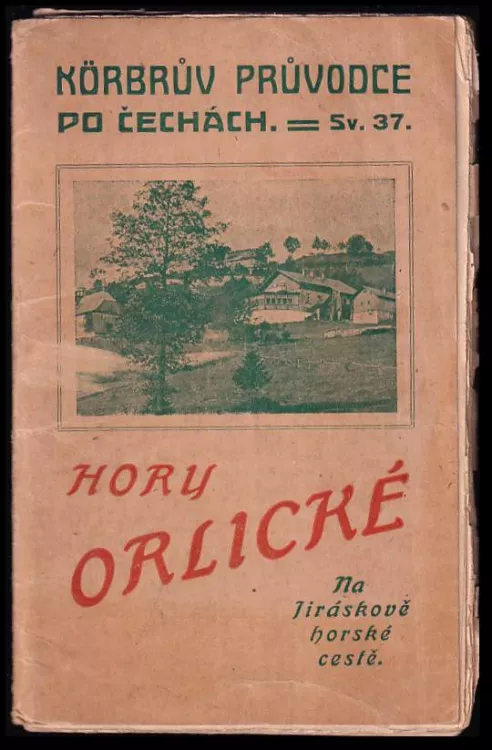 KÖRBRŮV PRŮVODCE
PO ČECHÁCH. = Sv. 37.
HORY
ORLICKÉ
Na
Jiráskově
horské
cestě.